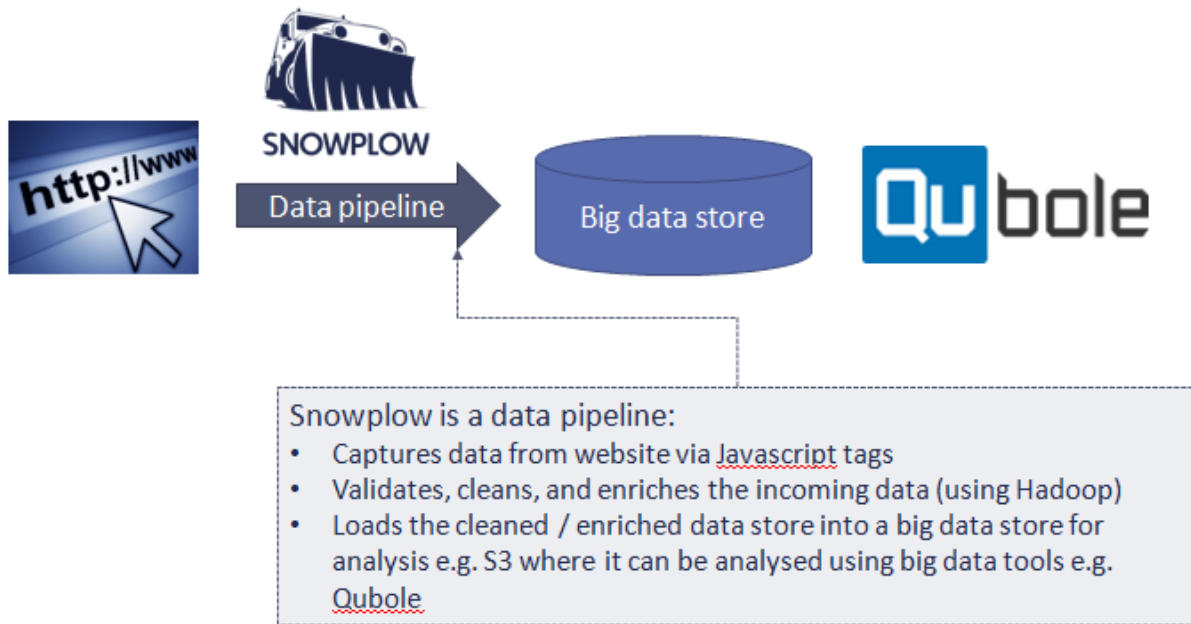 SNOWPLOW
http://www
Data pipeline
Big data store
Qubole
Snowplow is a data pipeline:
• Captures data from website via Javascript tags
• Validates, cleans, and enriches the incoming data (using Hadoop)
• Loads the cleaned / enriched data store into a big data store for
analysis e.g. S3 where it can be analysed using big data tools e.g.
Qubole